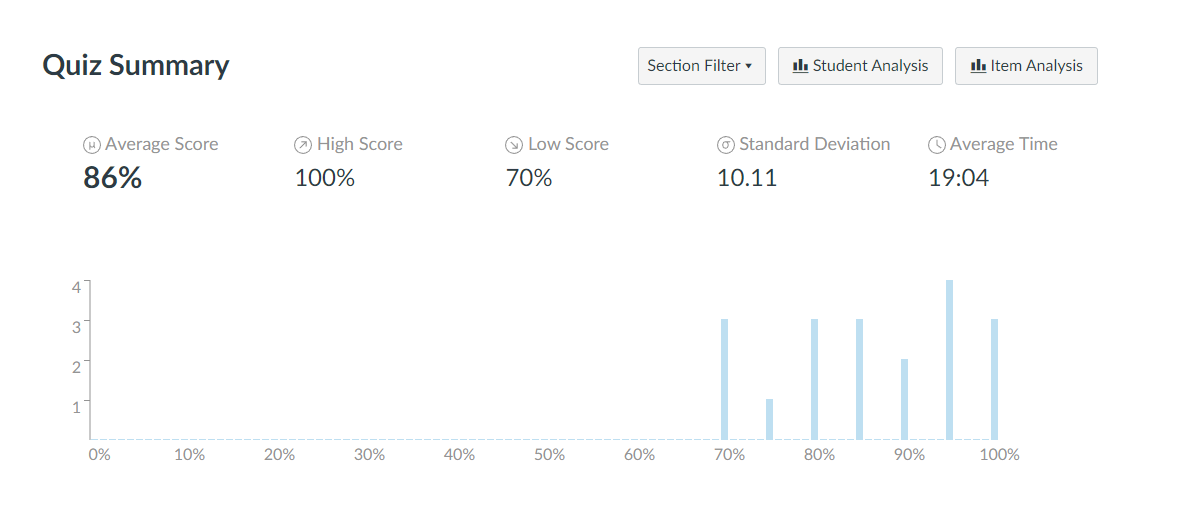 Quiz Summary
Section Filter ▾
Student Analysis
Item Analysis
μ Average Score
High Score
Low Score
σ Standard Deviation
Average Time
86%
100%
70%
10.11
19:04
4
3
2
1
0% 10% 20% 30% 40% 50% 60% 70% 80% 90% 100%